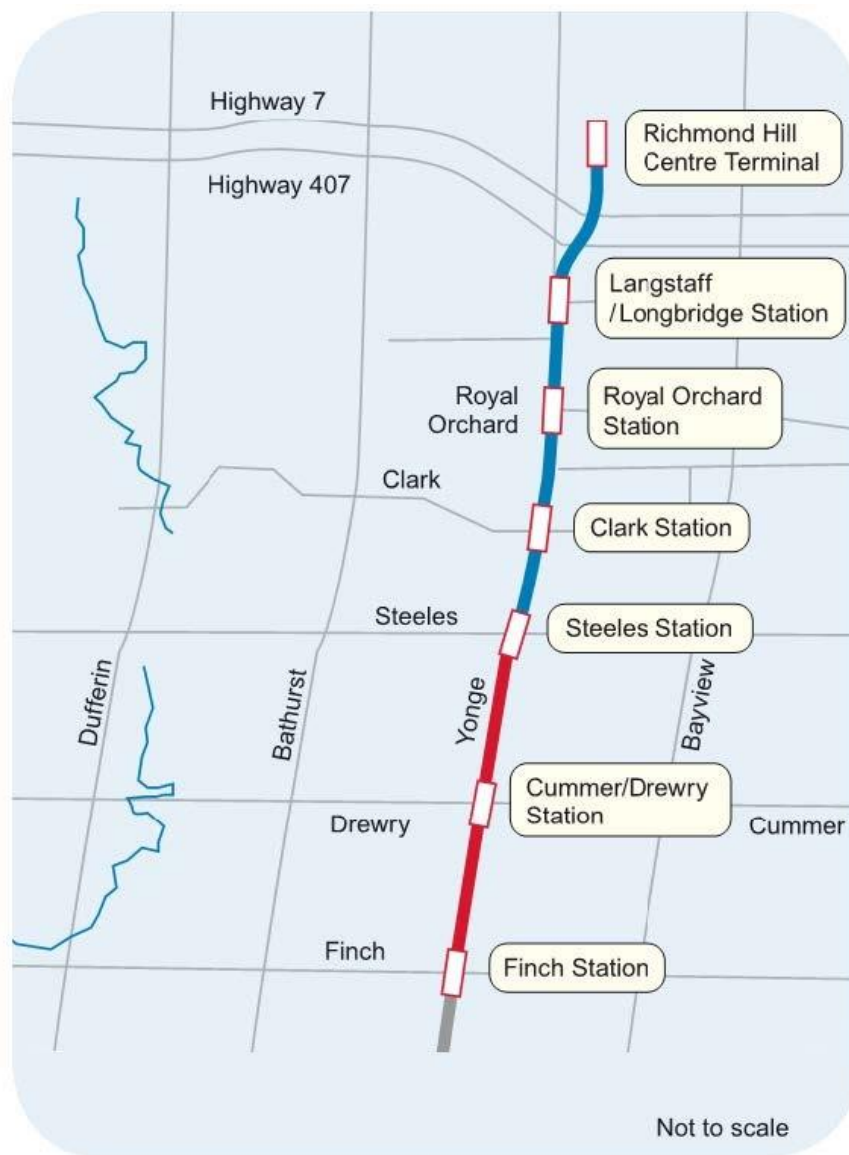 Highway 7
Richmond Hill
Centre Terminal
Highway 407
Langstaff
/Longbridge Station
Royal
Orchard
Royal Orchard
Station
Clark
Clark Station
Steeles
Steeles Station
Dufferin
Bathurst
Yonge
Bayview
Cummer/Drewry
Station
Drewry
Cummer
Finch
Finch Station
Not to scale